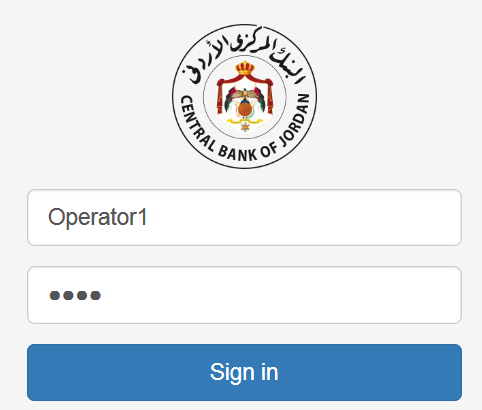 البنك المركزي الأردني
CENTRAL BANK OF JORDAN
Operator1
••••
Sign in